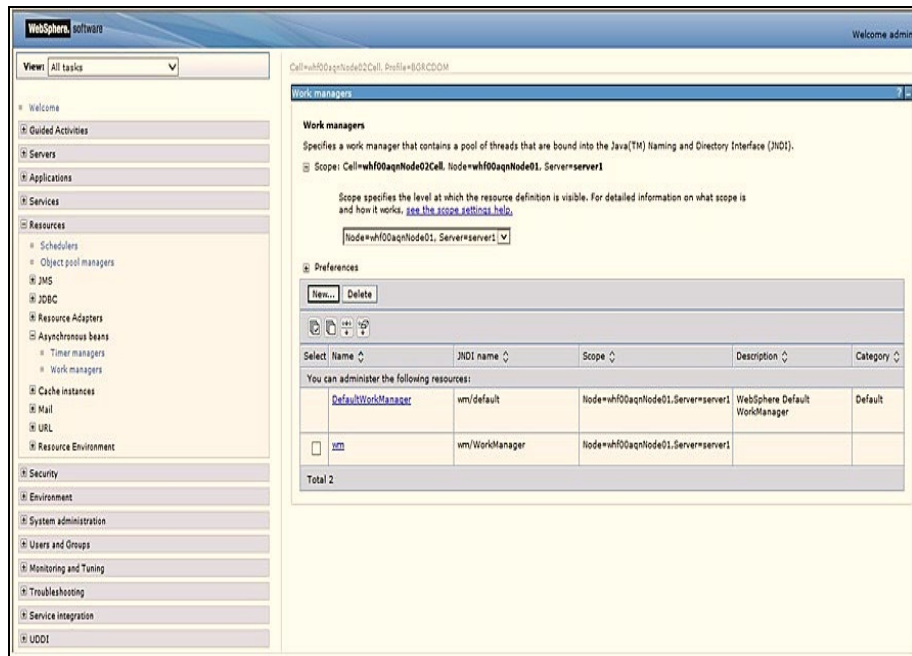 WebSphere. software
Welcome admin
View: All tasks
Cell=whf00aqnNode02Cell, Profile=BGRCDOM
Welcome
Guided Activities
Servers
Applications
Services
Resources
Schedulers
Object pool managers
JMS
JDBC
Resource Adapters
Asynchronous beans
Timer managers
Work managers
Cache instances
Mail
URL
Resource Environment
Security
Environment
System administration
Users and Groups
Monitoring and Tuning
Troubleshooting
Service integration
UDDI
Work managers
?
Work managers
Specifies a work manager that contains a pool of threads that are bound into the Java(TM) Naming and Directory Interface (JNDI).
Scope: Cell=whf00aqnNode02Cell, Node=whf00aqnNode01, Server=server1
Scope specifies the level at which the resource definition is visible. For detailed information on what scope is
and how it works, see the scope settings help.
Node=whf00aqnNode01, Server=server1
Preferences
New... Delete
Select Name JNDI name Scope Description Category
You can administer the following resources:
DefaultWorkManager wm/default Node=whf00aqnNode01,Server=server1 WebSphere Default Default
WorkManager
wm wm/WorkManager Node=whf00aqnNode01,Server=server1
Total 2